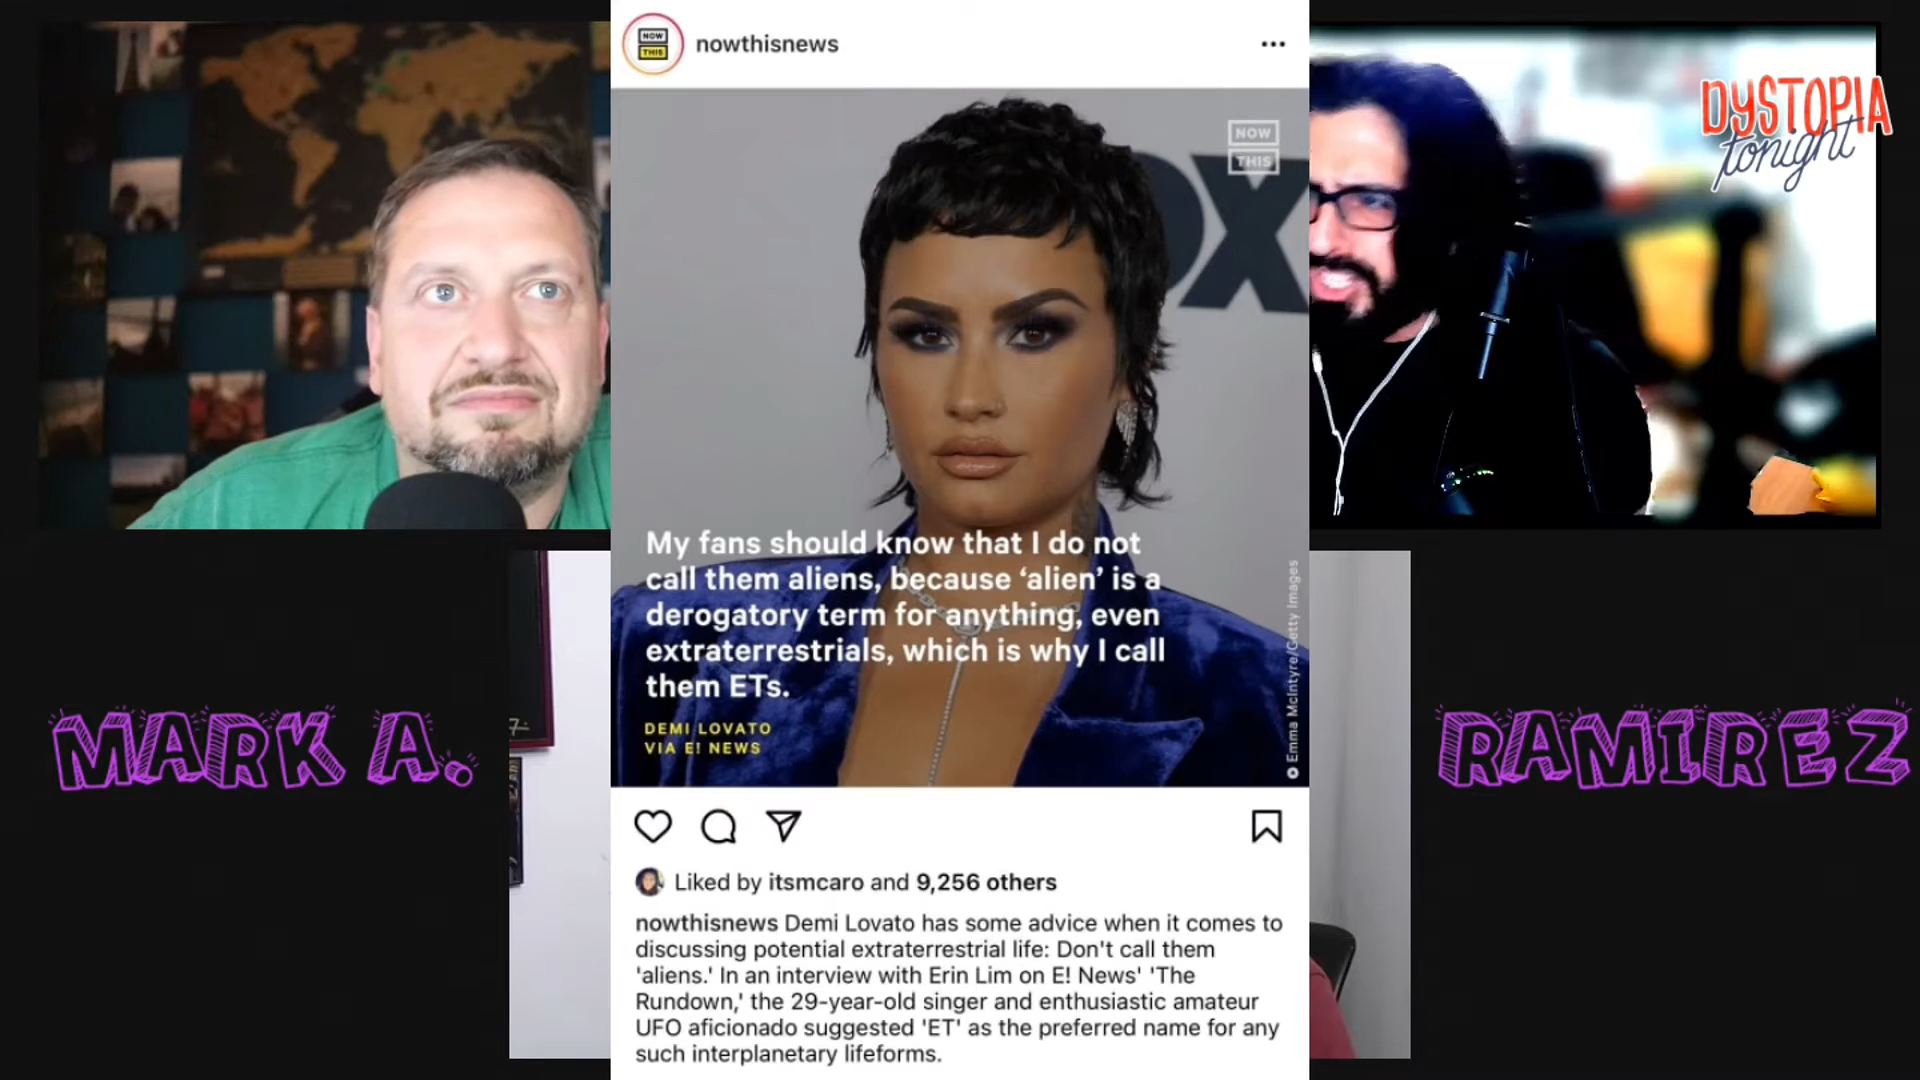 nowthisnews
NOW
THIS
NOW
THIS
DYSTOPIA
tonight
My fans should know that I do not
call them aliens, because ‘alien’ is a
derogatory term for anything, even
extraterrestrials, which is why I call
them ETs.
DEMI LOVATO
VIA E! NEWS
Emma McIntyre/Getty Images
MARK A.
RAMIREZ
Liked by itsmcaro and 9,256 others
nowthisnews Demi Lovato has some advice when it comes to
discussing potential extraterrestrial life: Don't call them
'aliens.' In an interview with Erin Lim on E! News' 'The
Rundown,' the 29-year-old singer and enthusiastic amateur
UFO aficionado suggested 'ET' as the preferred name for any
such interplanetary lifeforms.